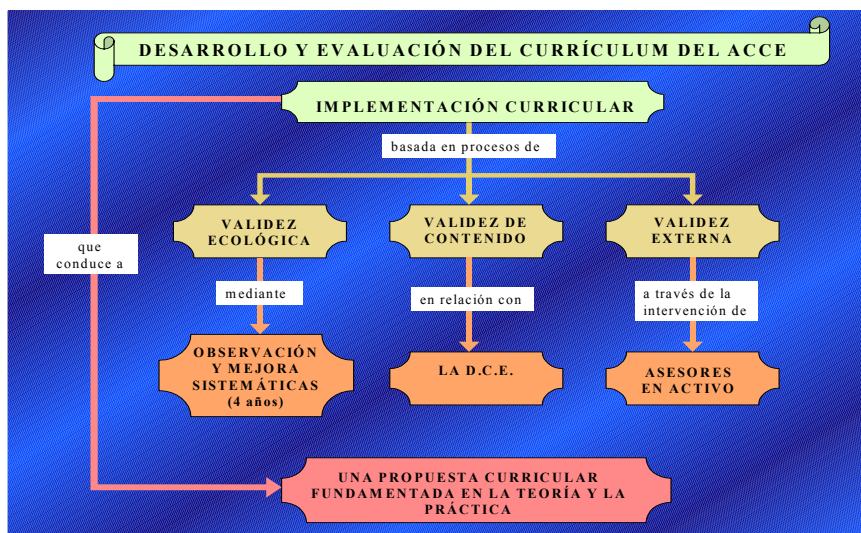 DESARROLLO Y EVALUACIÓN DEL CURRÍCULUM DEL ACCE
IMPLEMENTACIÓN CURRICULAR
basada en procesos de
VALIDEZ
ECOLÓGICA
VALIDEZ DE
CONTENIDO
VALIDEZ
EXTERNA
que
conduce a
mediante
en relación con
a través de la
intervención de
OBSERVACIÓN
Y MEJORA
SISTEMÁTICAS
(4 años)
LA D.C.E.
ASESORES
EN ACTIVO
UNA PROPUESTA CURRICULAR
FUNDAMENTADA EN LA TEORÍA Y LA
PRÁCTICA